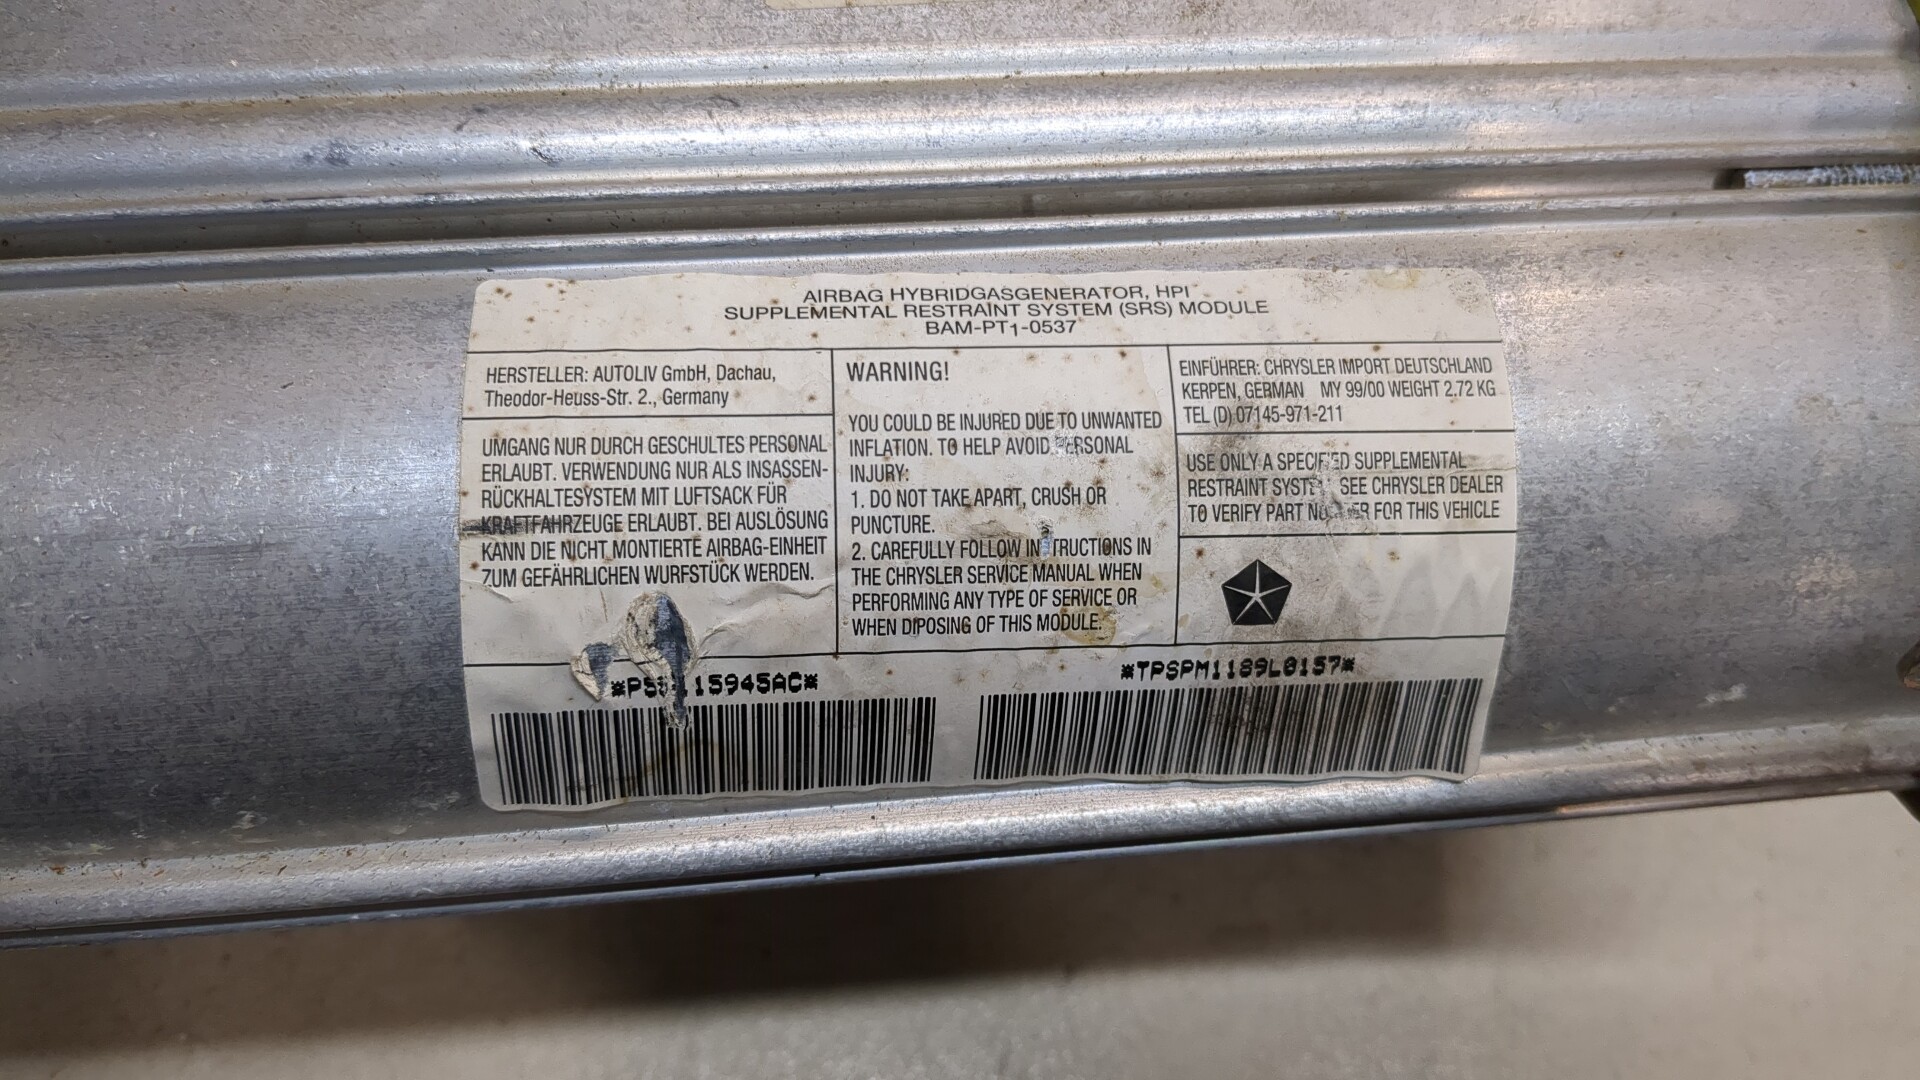 AIRBAG HYBRIDGASGENERATOR, HPI
SUPPLEMENTAL RESTRAINT SYSTEM (SRS) MODULE
BAM-PT1-0537
HERSTELLER: AUTOLIV GmbH, Dachau,
Theodor-Heuss-Str. 2., Germany
UMGANG NUR DURCH GESCHULTES PERSONAL
ERLAUBT. VERWENDUNG NUR ALS INSASSEN-
RÜCKHALTESYSTEM MIT LUFTSACK FÜR
KRAFTFAHRZEUGE ERLAUBT. BEI AUSLÖSUNG
KANN DIE NICHT MONTIERTE AIRBAG-EINHEIT
ZUM GEFÄHRLICHEN WURFSTÜCK WERDEN.
WARNING!
YOU COULD BE INJURED DUE TO UNWANTED
INFLATION. TO HELP AVOID PERSONAL
INJURY:
1. DO NOT TAKE APART, CRUSH OR
PUNCTURE.
2. CAREFULLY FOLLOW INSTRUCTIONS IN
THE CHRYSLER SERVICE MANUAL WHEN
PERFORMING ANY TYPE OF SERVICE OR
WHEN DIPOSING OF THIS MODULE.
EINFÜHRER: CHRYSLER IMPORT DEUTSCHLAND
KERPEN, GERMAN MY 99/00 WEIGHT 2.72 KG
TEL (D) 07145-971-211
USE ONLY A SPECIFIED SUPPLEMENTAL
RESTRAINT SYSTEM SEE CHRYSLER DEALER
TO VERIFY PART NUMBER FOR THIS VEHICLE
*TPSPM1189L0157*